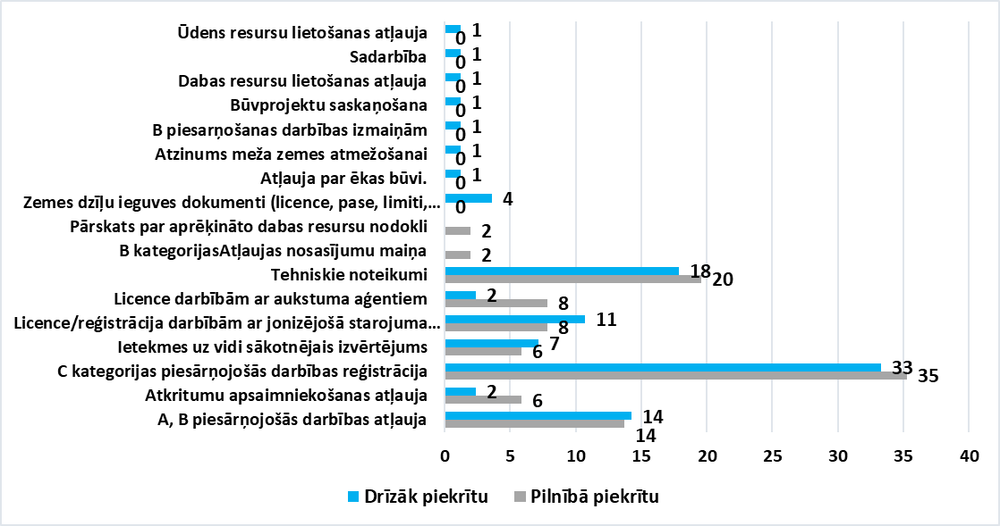 Ūdens resursu lietošanas atļauja 1 0
Sadarbība 1 0
Dabas resursu lietošanas atļauja 1 0
Būvprojektu saskaņošana 1 0
B piesarņošanas darbības izmaiņām 1 0
Atzinums meža zemes atmežošanai 1 0
Atļauja par ēkas būvi. 1 0
Zemes dzīļu ieguves dokumenti (licence, pase, limiti,... 4 0
Pārskats par aprēķināto dabas resursu nodokli 2
B kategorijasAtļaujas nosasījumu maiņa 2
Tehniskie noteikumi 18 20
Licence darbībām ar aukstuma aģentiem 2 8
Licence/reģistrācija darbībām ar jonizējošā starojuma... 11 8
Ietekmes uz vidi sākotnējais izvērtējums 7 6
C kategorijas piesārņojošās darbības reģistrācija 33 35
Atkritumu apsaimniekošanas atļauja 2 6
A, B piesārņojošās darbības atļauja 14 14
0 5 10 15 20 25 30 35 40
Drīzāk piekrītu Pilnībā piekrītu